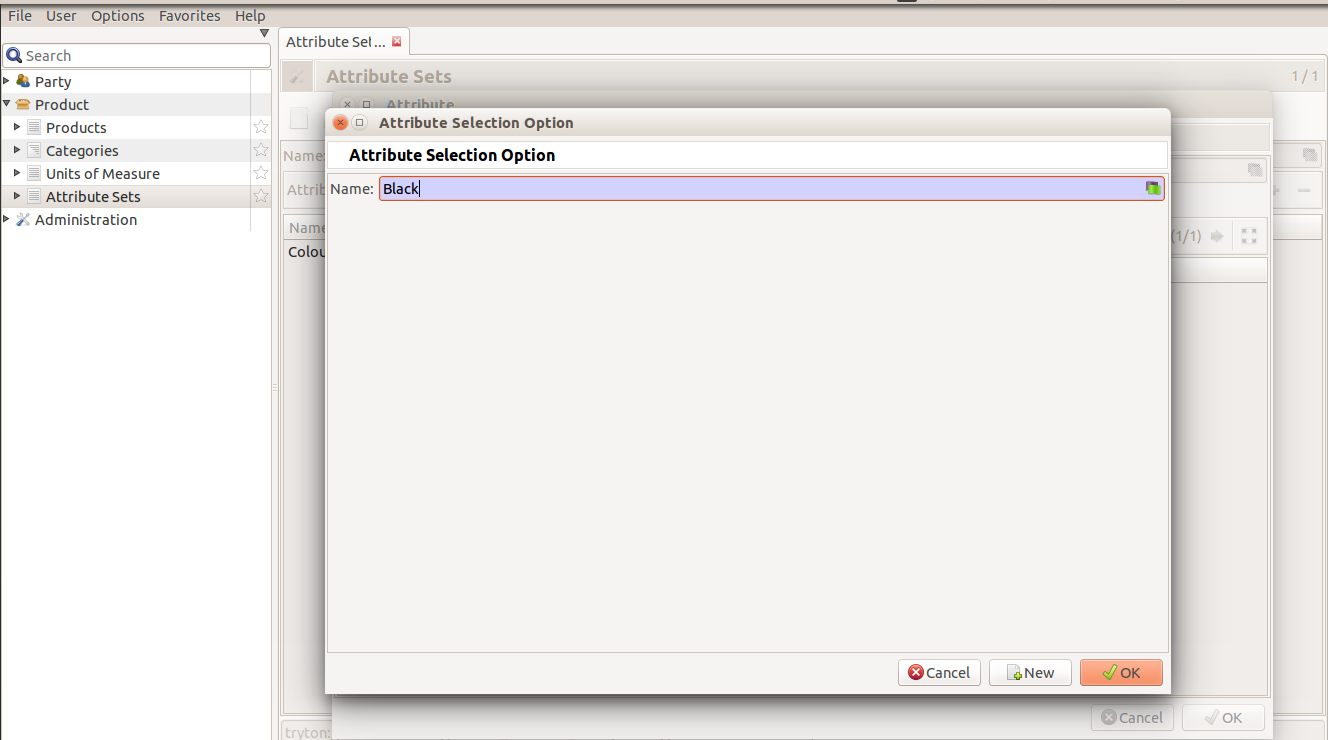 File User Options Favorites Help
Attribute Set ...
Search
Attribute Sets
1 / 1
Party
Product
Products
Categories
Units of Measure
Attribute Sets
Administration
Attribute
Attribute Selection Option
Attribute Selection Option
Name:
Name: Black
Attrib
(1/1)
Name
Colou
Cancel New OK
Cancel OK
tryton: